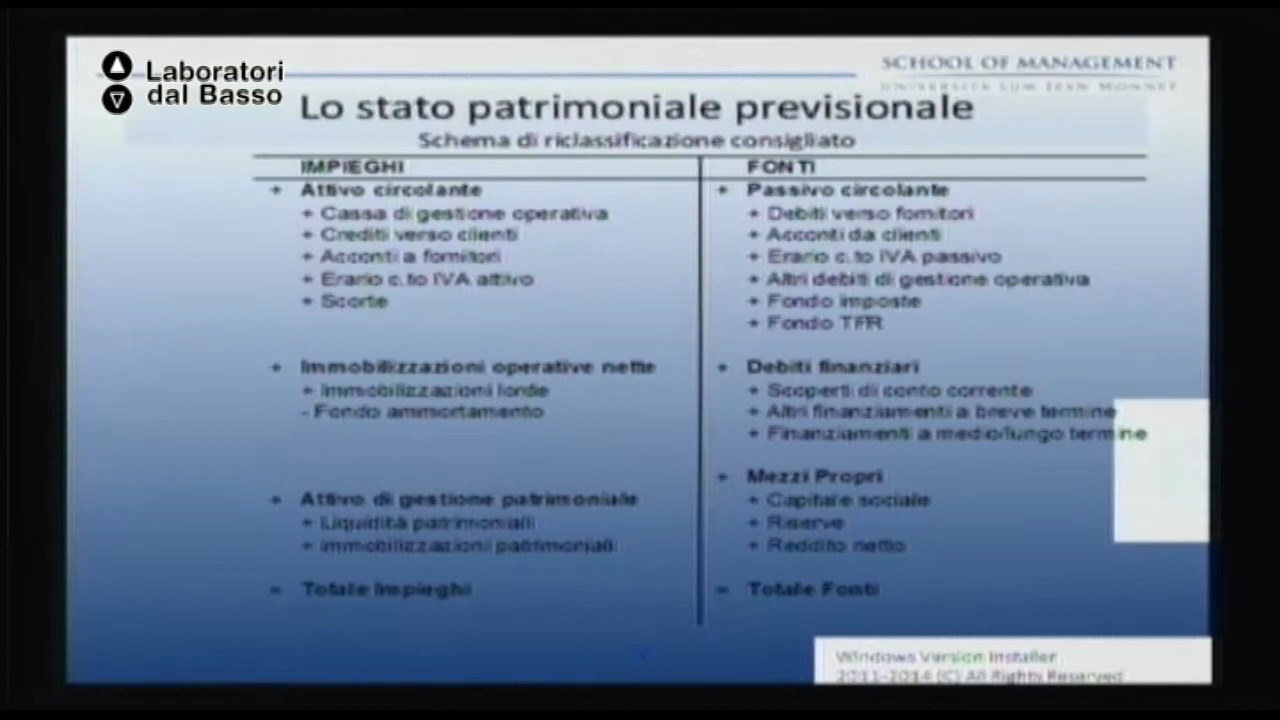 Laboratori
dal Basso
SCHOOL OF MANAGEMENT
UNIVERSITÀ LUM JEAN MONNET
Lo stato patrimoniale previsionale
Schema di riclassificazione consigliato
IMPIEGHI
+ Attivo circolante
+ Cassa di gestione operativa
+ Crediti verso clienti
+ Acconti a fornitori
+ Erario c.to IVA attivo
+ Scorte
+ Immobilizzazioni operative nette
+ Immobilizzazioni lorde
- Fondo ammortamento
+ Attivo di gestione patrimoniale
+ Liquidità patrimoniali
+ immobilizzazioni patrimoniali
= Totale Impieghi
FONTI
+ Passivo circolante
+ Debiti verso fornitori
+ Acconti da clienti
+ Erario c.to IVA passivo
+ Altri debiti di gestione operativa
+ Fondo imposte
+ Fondo TFR
+ Debiti finanziari
+ Scoperti di conto corrente
+ Altri finanziamenti a breve termine
+ Finanziamenti a medio/lungo termine
+ Mezzi Propri
+ Capitale sociale
+ Riserve
+ Reddito netto
= Totale Fonti
Windows Version Installer
2011-2014 (C) All Rights Reserved